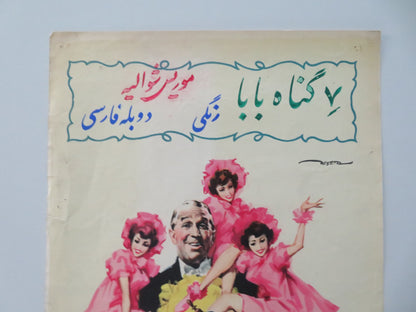 موریس شوالیه
۷ گناه بابا
رنگی
دوبله فارسی